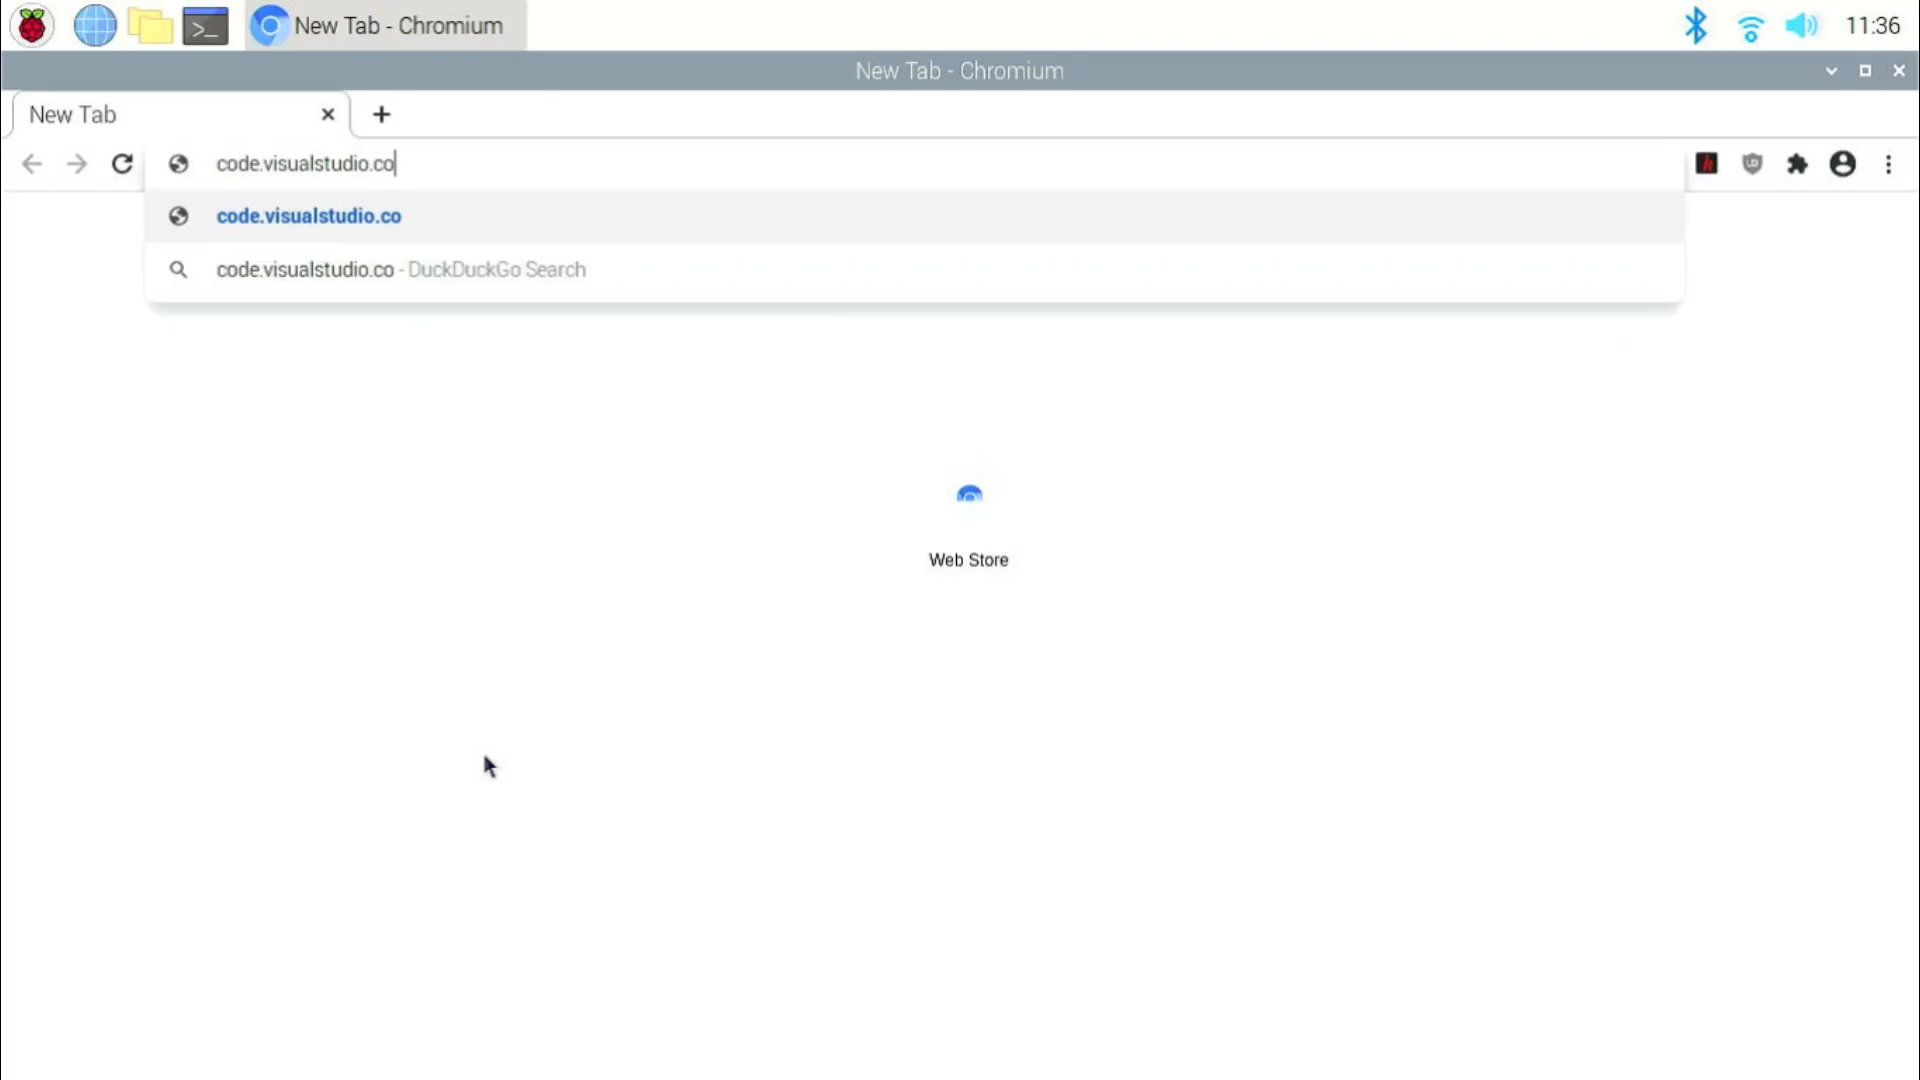 New Tab - Chromium
11:36
New Tab - Chromium
New Tab
code.visualstudio.co
code.visualstudio.co
code.visualstudio.co - DuckDuckGo Search
Web Store